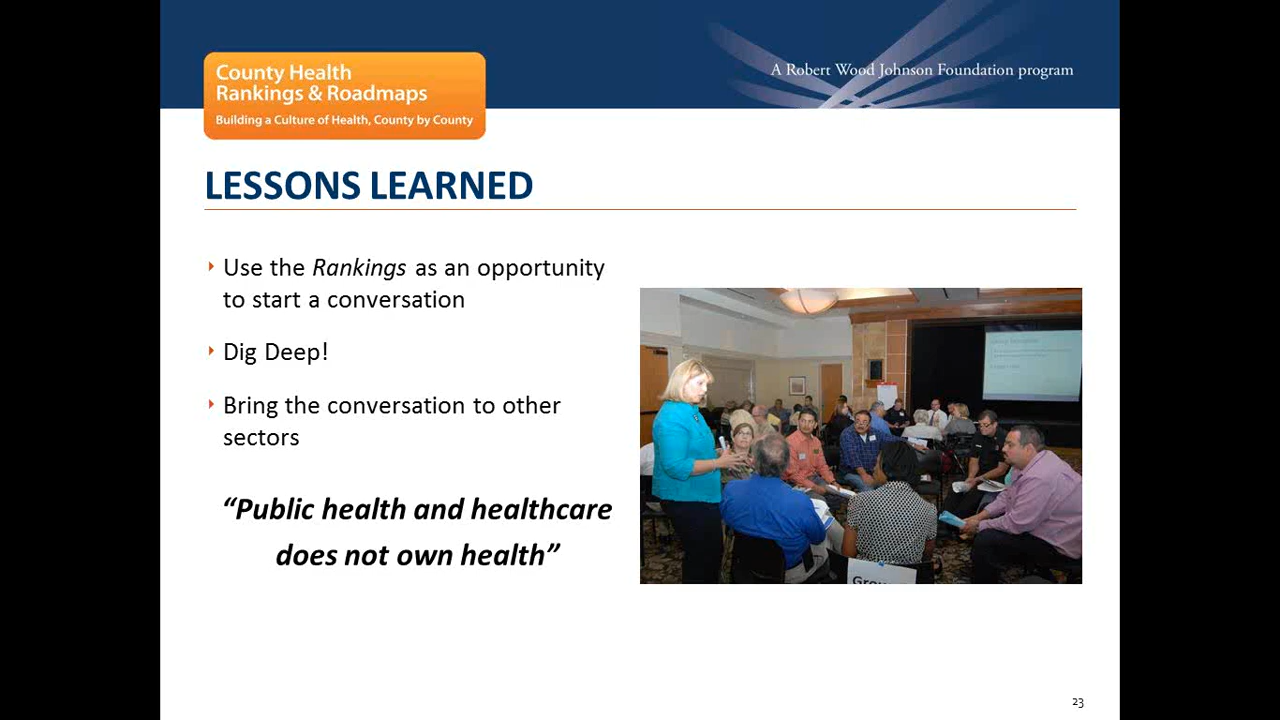 County Health
Rankings & Roadmaps
Building a Culture of Health, County by County
A Robert Wood Johnson Foundation program
LESSONS LEARNED
Use the Rankings as an opportunity
to start a conversation
Dig Deep!
Bring the conversation to other
sectors
“Public health and healthcare
does not own health”
23